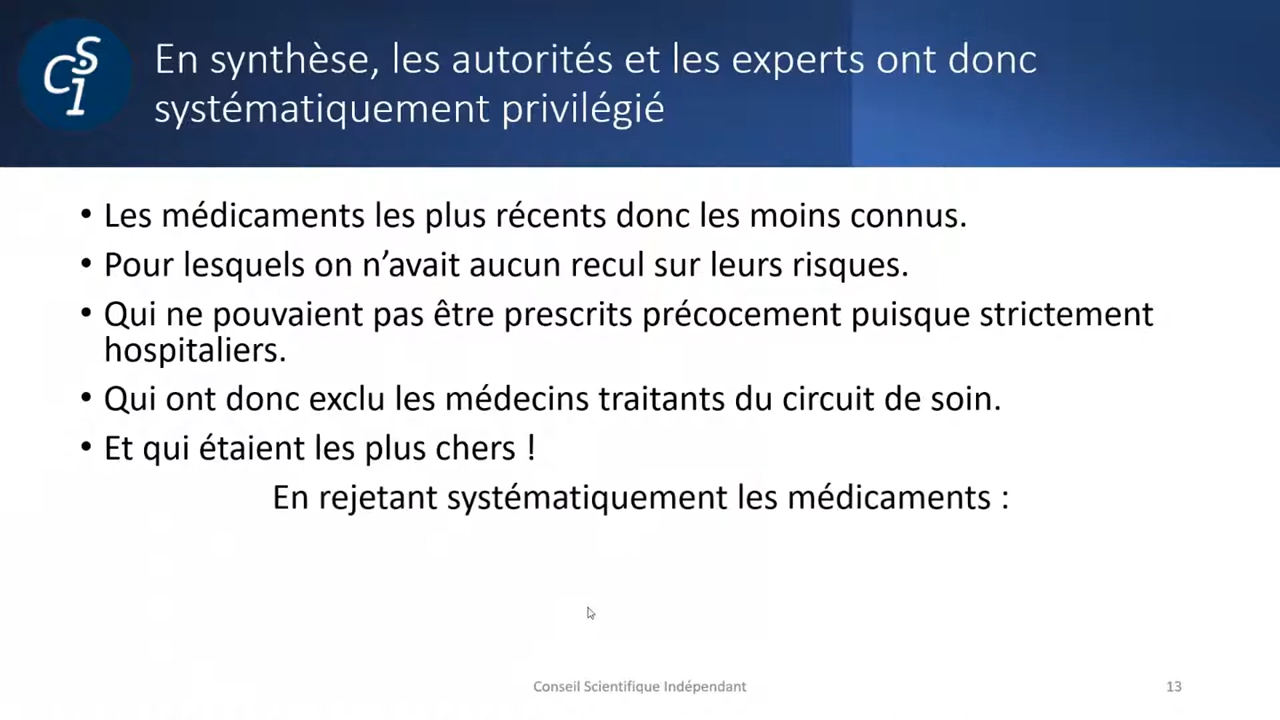 CSI
En synthèse, les autorités et les experts ont donc
systématiquement privilégié
• Les médicaments les plus récents donc les moins connus.
• Pour lesquels on n’avait aucun recul sur leurs risques.
• Qui ne pouvaient pas être prescrits précocement puisque strictement
hospitaliers.
• Qui ont donc exclu les médecins traitants du circuit de soin.
• Et qui étaient les plus chers !
En rejetant systématiquement les médicaments :
Conseil Scientifique Indépendant
13